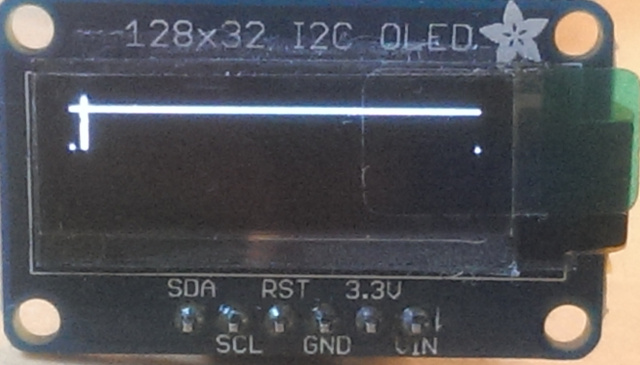 128x32 I2C OLED
SDA RST 3.3V
SCL GND VIN